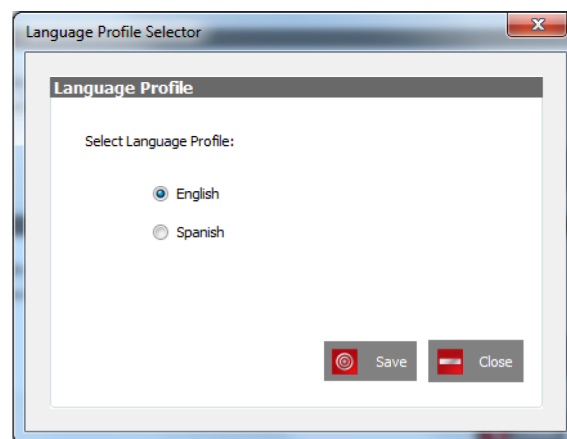 Language Profile Selector
Language Profile
Select Language Profile:
English
Spanish
Save
Close